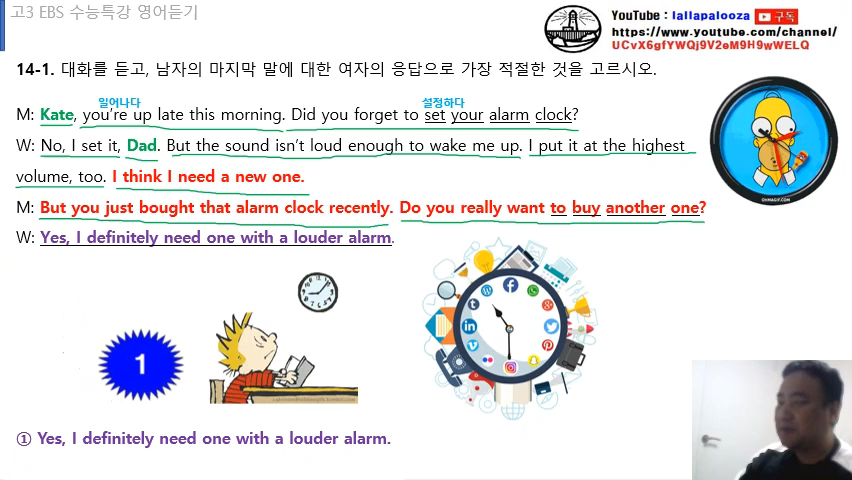 고3 EBS 수능특강 영어듣기
YouTube : lallapalooza 구독
https://www.youtube.com/channel/
UCvX6gfYWQj9V2eM9H9wWELQ
14-1. 대화를 듣고, 남자의 마지막 말에 대한 여자의 응답으로 가장 적절한 것을 고르시오.
일어나다 설정하다
M: Kate, you're up late this morning. Did you forget to set your alarm clock?
W: No, I set it, Dad. But the sound isn't loud enough to wake me up. I put it at the highest
volume, too. I think I need a new one.
M: But you just bought that alarm clock recently. Do you really want to buy another one?
W: Yes, I definitely need one with a louder alarm.
1
① Yes, I definitely need one with a louder alarm.